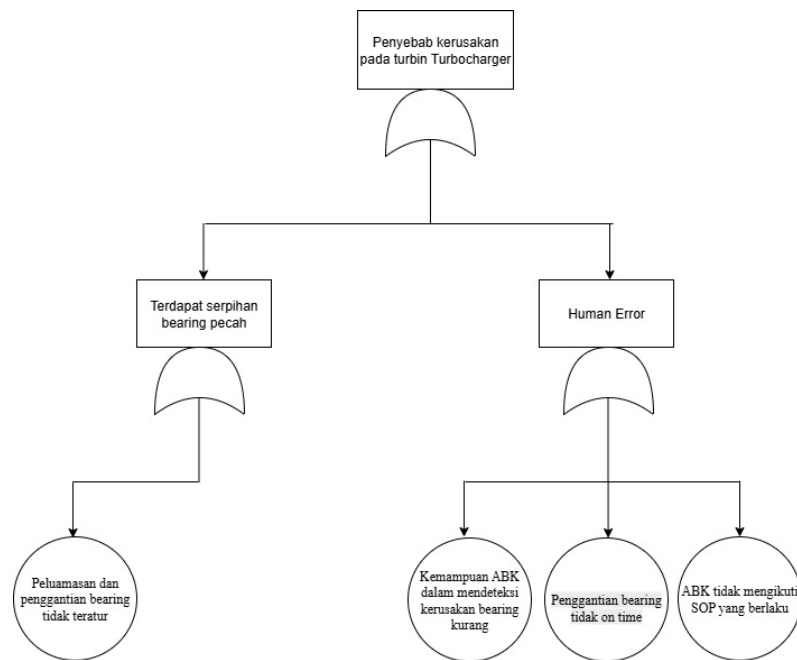 Penyebab kerusakan
pada turbin Turbocharger
Terdapat serpihan
bearing pecah
Human Error
Peluamasan dan
penggantian bearing
tidak teratur
Kemampuan ABK
dalam mendeteksi
kerusakan bearing
kurang
Penggantian bearing
tidak on time
ABK tidak mengikuti
SOP yang berlaku